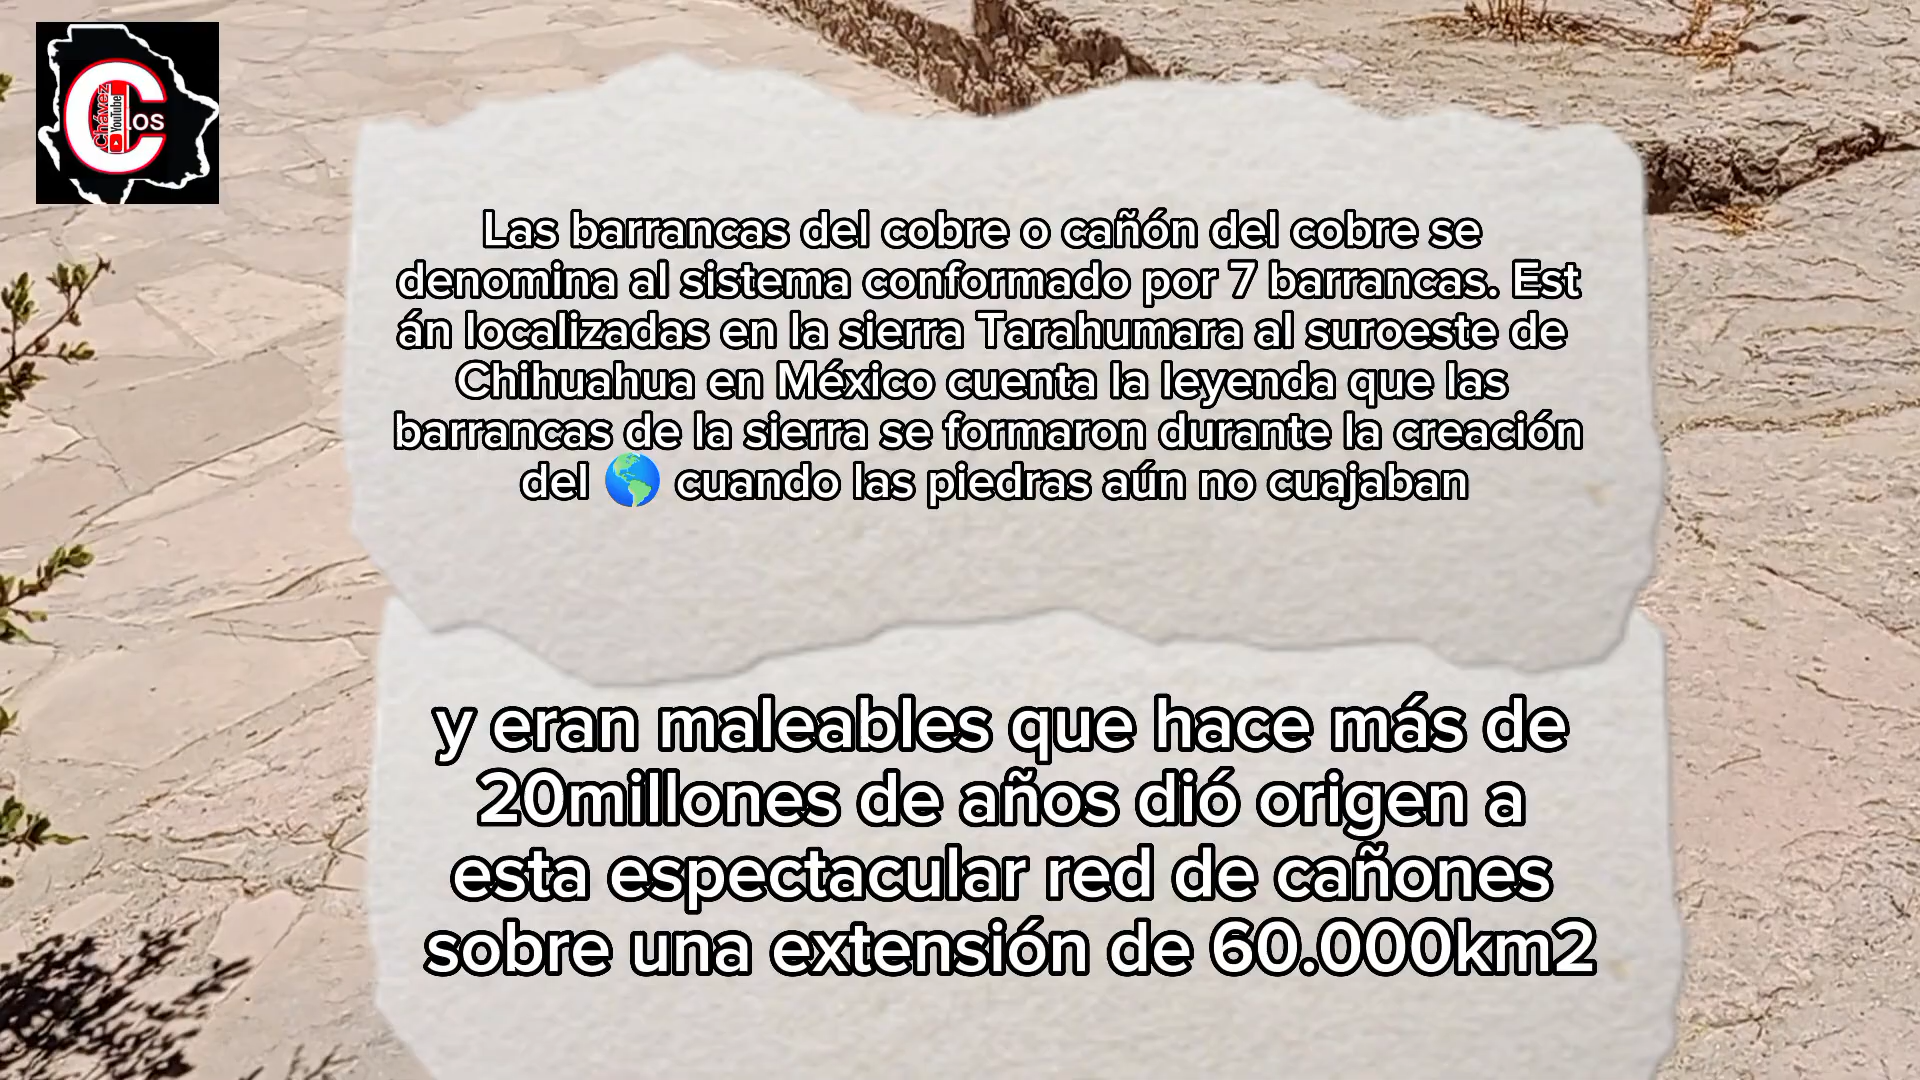 Chávez
YouTube
Clos
Las barrancas del cobre o cañón del cobre se
denomina al sistema conformado por 7 barrancas. Est
án localizadas en la sierra Tarahumara al suroeste de
Chihuahua en México cuenta la leyenda que las
barrancas de la sierra se formaron durante la creación
del 🌎 cuando las piedras aún no cuajaban
y eran maleables que hace más de
20millones de años dió origen a
esta espectacular red de cañones
sobre una extensión de 60.000km2